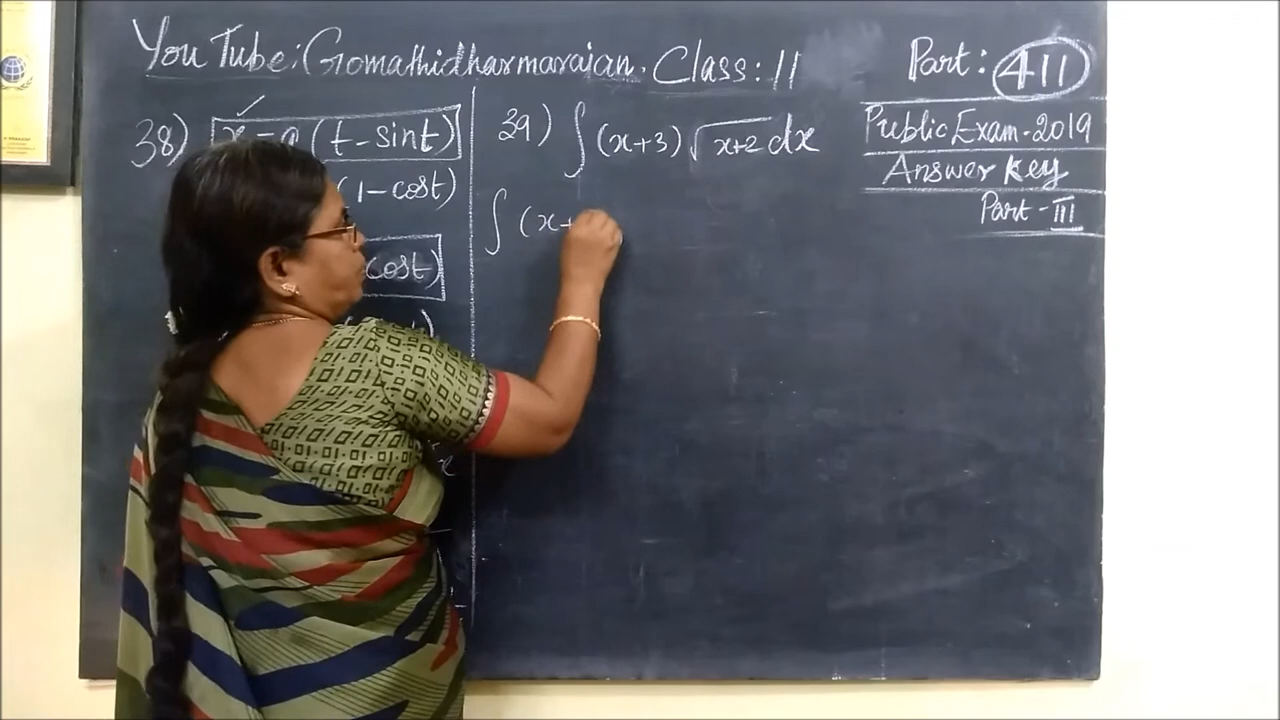 You Tube: Gomathidharmarajan. Class: 11
Part: 411
Public Exam-2019
Answer Key
Part-III
38) x = a (t - sint)
(1 - cost)
cost)
39) ∫ (x+3) √x+2 dx
∫ (x+